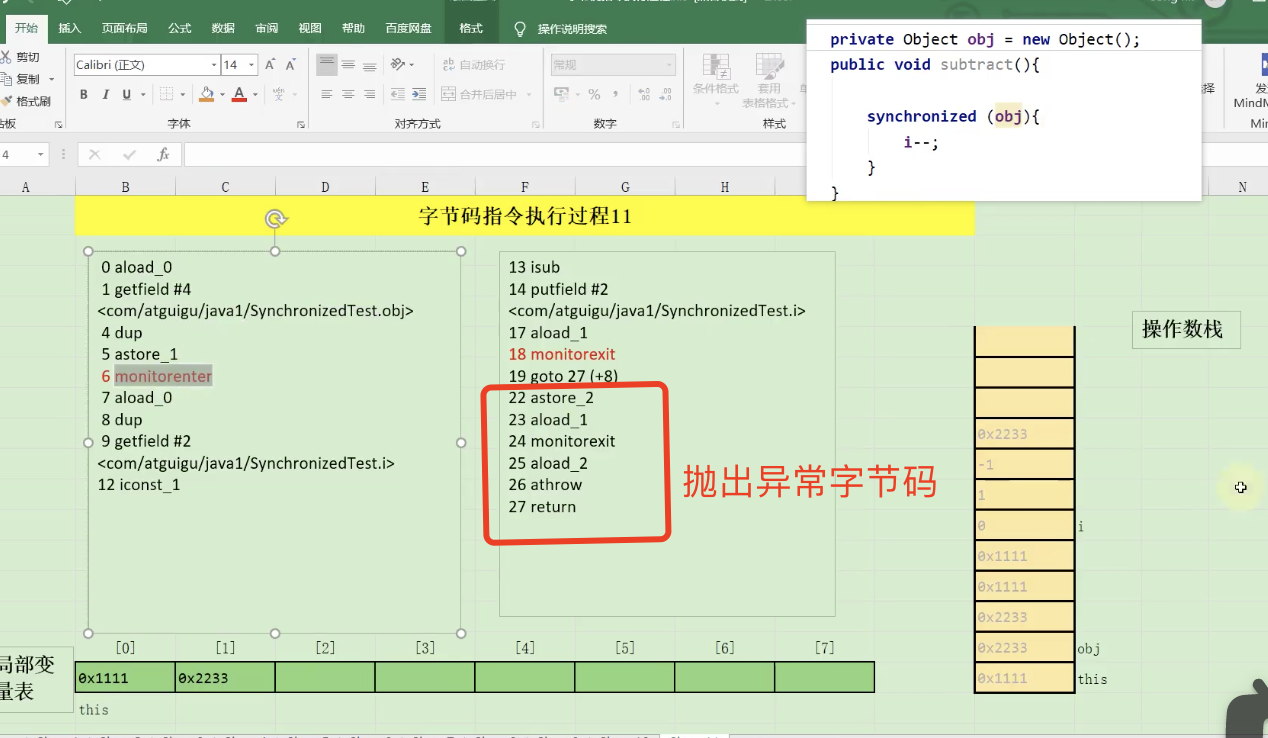 开始 插入 页面布局 公式 数据 审阅 视图 帮助 百度网盘 格式 操作说明搜索
剪切
复制
格式刷
Calibri (正文) 14 A A
B I U A
自动换行
合并后居中
常规
%
条件格式 套用
表格格式
MindM
字体 对齐方式 数字 样式
4 fx
private Object obj = new Object();
public void subtract(){
synchronized (obj){
i--;
}
}
A B C D E F G H N
字节码指令执行过程11
0 aload_0
1 getfield #4
<com/atguigu/java1/SynchronizedTest.obj>
4 dup
5 astore_1
6 monitorenter
7 aload_0
8 dup
9 getfield #2
<com/atguigu/java1/SynchronizedTest.i>
12 iconst_1
13 isub
14 putfield #2
<com/atguigu/java1/SynchronizedTest.i>
17 aload_1
18 monitorexit
19 goto 27 (+8)
22 astore_2
23 aload_1
24 monitorexit
25 aload_2
26 athrow
27 return
抛出异常字节码
操作数栈
0x2233
-1
1
0 i
0x1111
0x1111
0x2233
0x2233 obj
0x1111 this
[0] [1] [2] [3] [4] [5] [6] [7]
局部变
量表
0x1111 0x2233
this